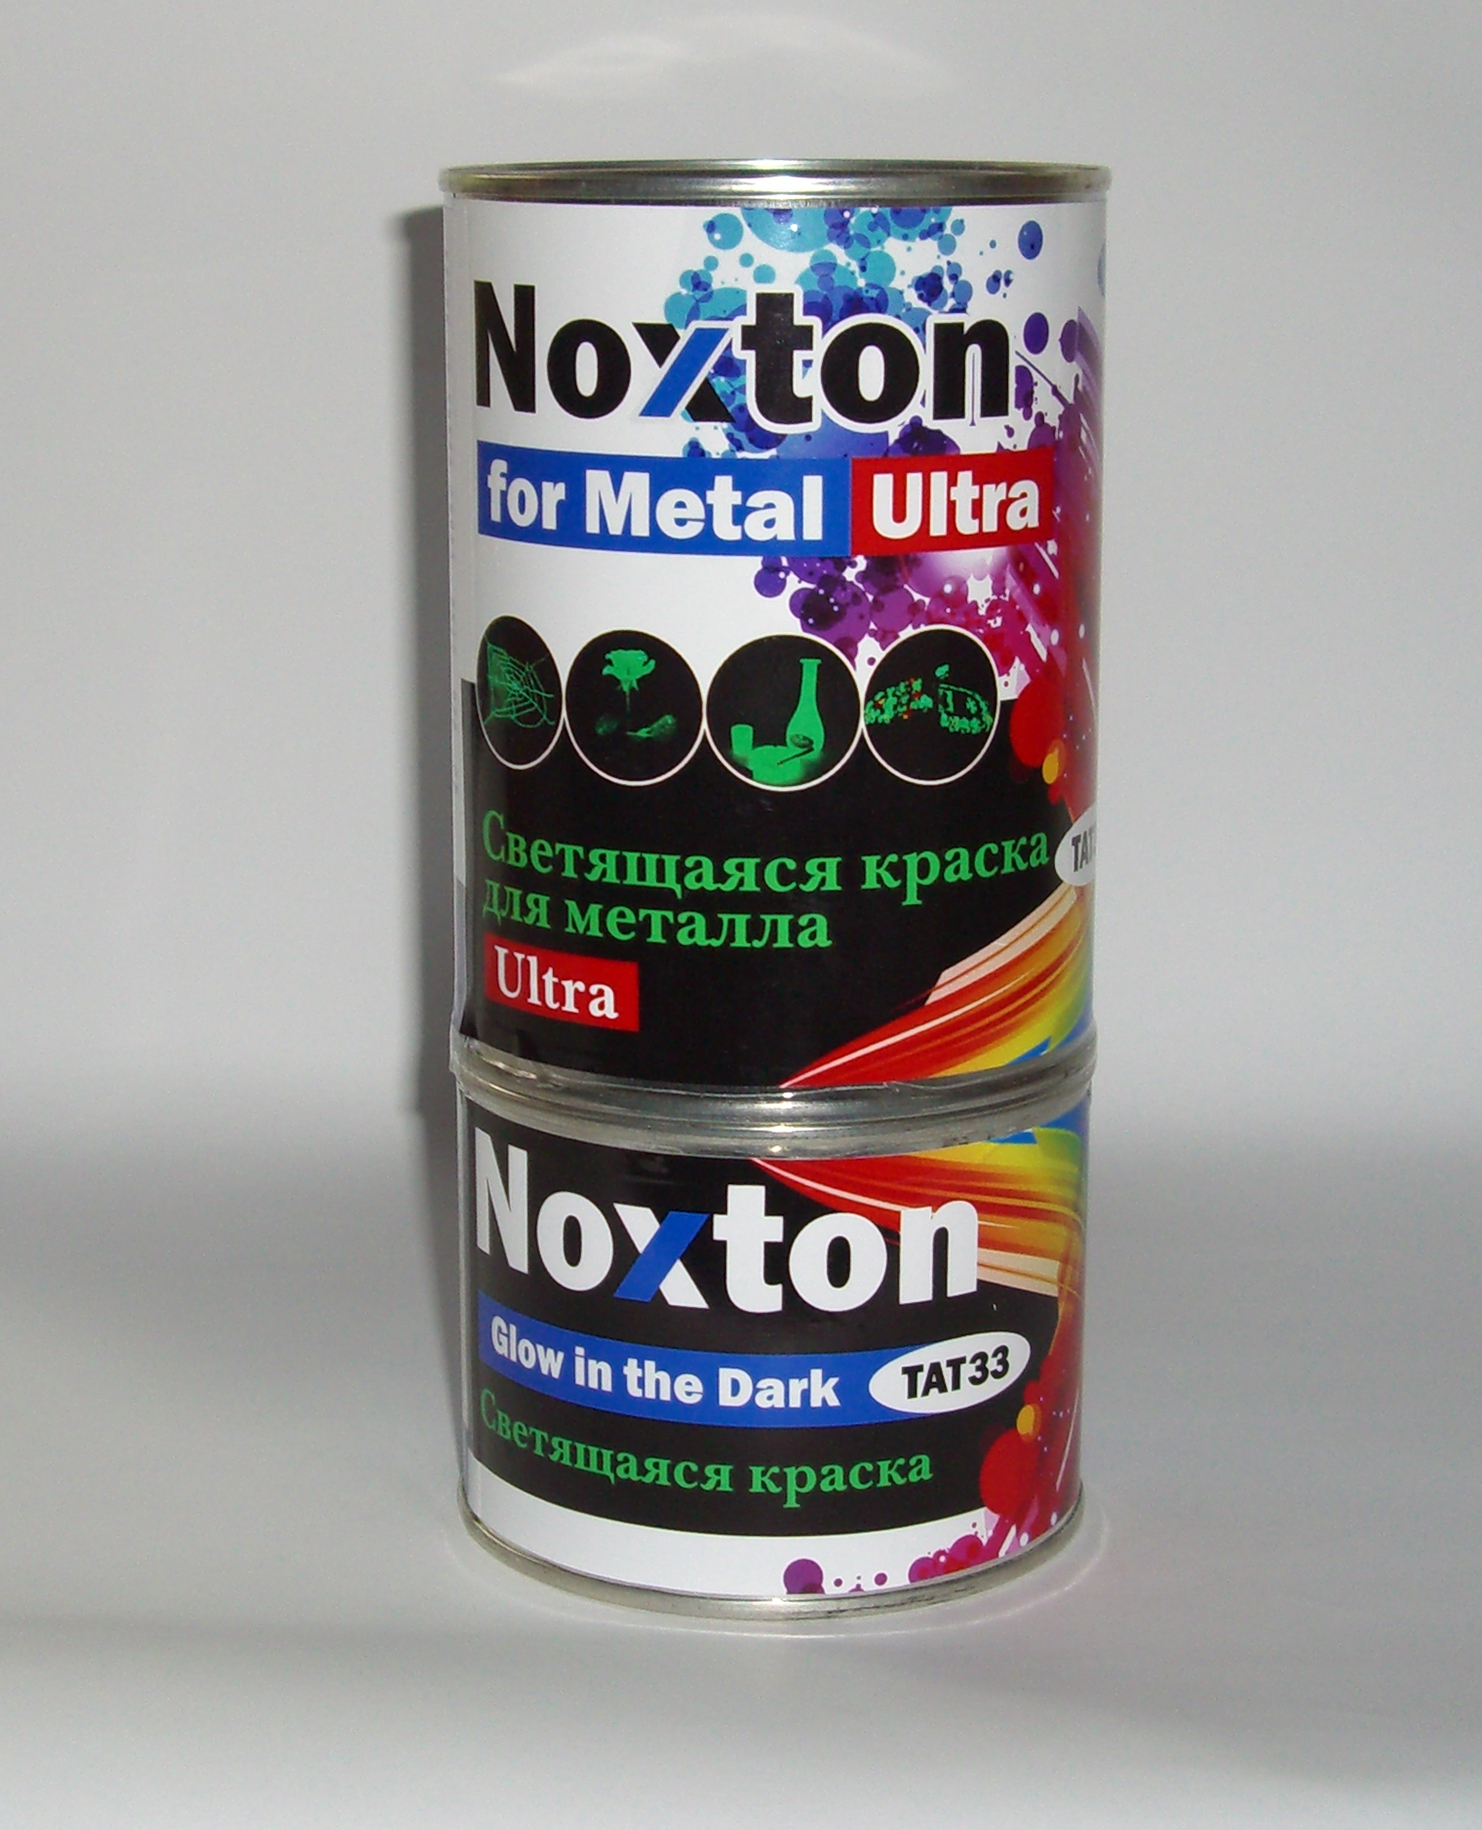 Noxton
for Metal Ultra
Светящаяся краска
для металла
Ultra
Noxton
Glow in the Dark TAT33
Светящаяся краска